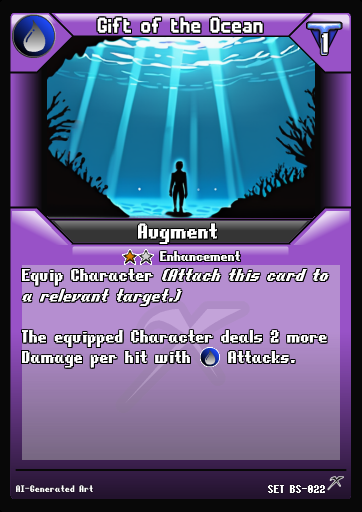 Gift of the Ocean
1
Augment
Enhancement
Equip Character (Attach this card to
a relevant target.)
The equipped Character deals 2 more
Damage per hit with Attacks.
AI-Generated Art
SET BS-022